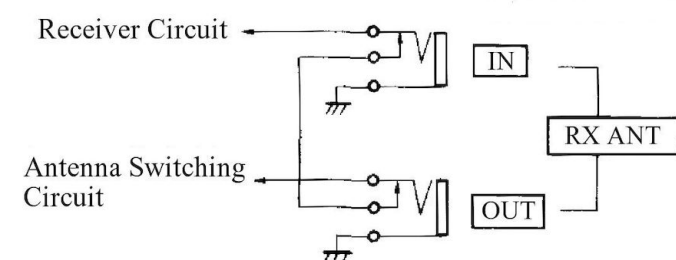 Receiver Circuit
IN
RX ANT
Antenna Switching
Circuit
OUT